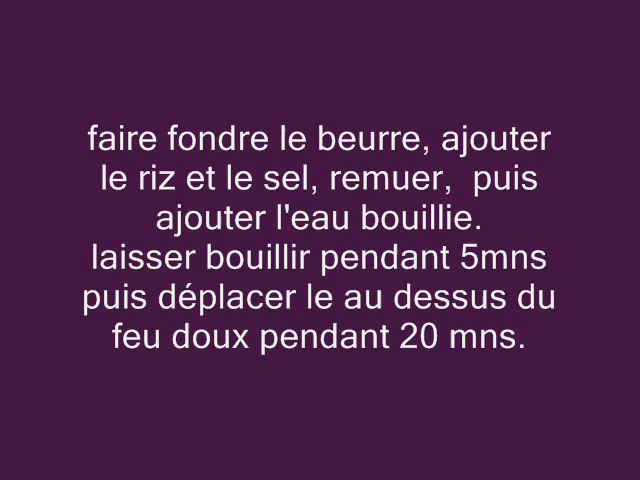 faire fondre le beurre, ajouter
le riz et le sel, remuer,  puis
ajouter l'eau bouillie.
laisser bouillir pendant 5mns
puis déplacer le au dessus du
feu doux pendant 20 mns.